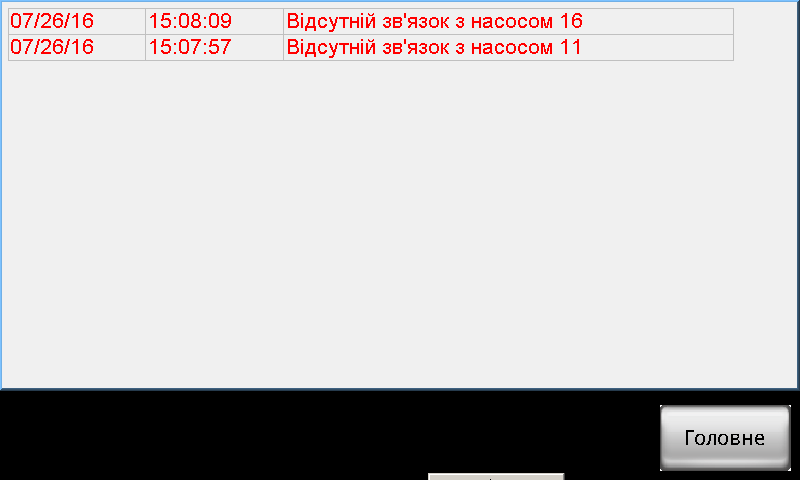 07/26/16 15:08:09 Відсутній зв'язок з насосом 16
07/26/16 15:07:57 Відсутній зв'язок з насосом 11
Головне